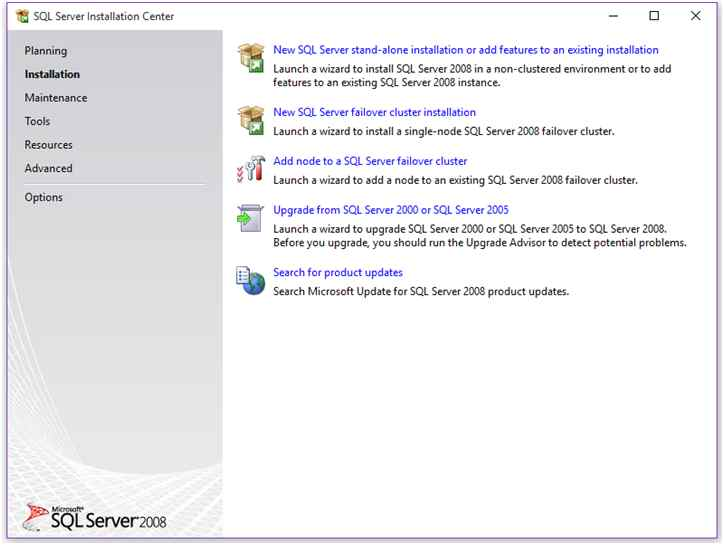 SQL Server Installation Center
Planning
Installation
Maintenance
Tools
Resources
Advanced
Options
New SQL Server stand-alone installation or add features to an existing installation
Launch a wizard to install SQL Server 2008 in a non-clustered environment or to add
features to an existing SQL Server 2008 instance.
New SQL Server failover cluster installation
Launch a wizard to install a single-node SQL Server 2008 failover cluster.
Add node to a SQL Server failover cluster
Launch a wizard to add a node to an existing SQL Server 2008 failover cluster.
Upgrade from SQL Server 2000 or SQL Server 2005
Launch a wizard to upgrade SQL Server 2000 or SQL Server 2005 to SQL Server 2008.
Before you upgrade, you should run the Upgrade Advisor to detect potential problems.
Search for product updates
Search Microsoft Update for SQL Server 2008 product updates.
Microsoft®
SQL Server 2008